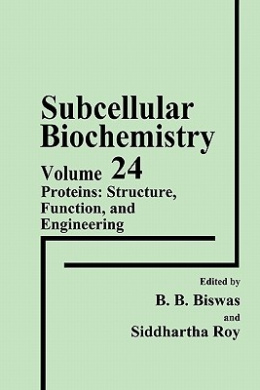 Subcellular
Biochemistry
Volume 24
Proteins: Structure,
Function, and
Engineering
Edited by
B. B. Biswas
and
Siddhartha Roy